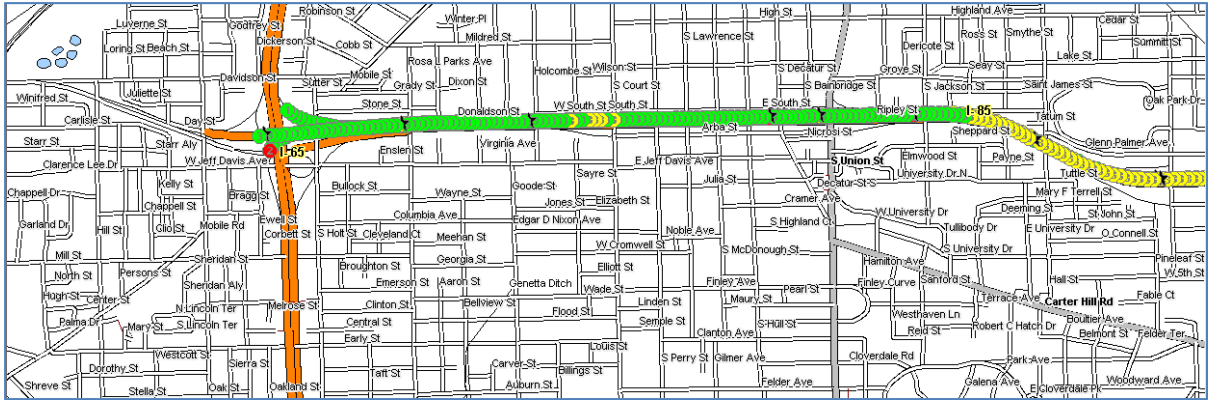 Robinson St
Luverne St
Godfrey St
Winter Pl
High St
Highland Ave
Cedar St
Dickerson St
Cobb St
Mildred St
S Lawrence St
Ross St
Smythe St
Summitt St
Loring St
Beach St
Dericote St
Lake St
Rosa L Parks Ave
Holcombe St
Wilson St
S Decatur St
Grove St
Seay St
Davidson St
Mobile St
Sutter St
Grady St
Dixon St
S Court St
S Bainbridge St
S Jackson St
Saint James St
Winifred St
Juliette St
Stone St
Donaldson St
W South St
South St
E South St
Ripley St
I-85
Oak Park Dr
Carlisle St
Day St
Arba St
Nicrosi St
Sheppard St
Tatum St
Starr St
Starr Aly
2
I-65
Enslen St
Virginia Ave
Glenn Palmer Ave
Clarence Lee Dr
W Jeff Davis Ave
E Jeff Davis Ave
S Union St
Elmwood St
Payne St
Sayre St
University Dr N
Tuttle St
Kelly St
Julia St
Decatur St S
Chappell Dr
Bragg St
Bullock St
Wayne St
Goode St
Mary F Terrell St
Chappell St
Jones St
Elizabeth St
Cramer Ave
Garland Dr
Hill St
Glio St
Mobile Rd
Ewell St
Columbia Ave
Edgar D Nixon Ave
W University Dr
Deeming St
St John St
S Highland Ct
Tullibody Dr
E University Dr
O Connell St
Corbett St
S Holt St
Cleveland Ct
Meehan St
Noble Ave
W Cromwell St
S McDonough St
S University Dr
Mill St
Sheridan St
Georgia St
Hamilton Ave
Pineleaf St
North St
Persons St
Broughton St
Elliott St
W 5th St
Sheridan Aly
Emerson St
Aaron St
Genetta Ditch
Finley Ave
Finley Curve
Sanford St
Hall St
Hugh St
Center St
Wade St
Pearl St
Fable Ct
N Lincoln Ter
Melrose St
Clinton St
Bellview St
Linden St
Maury St
Terrace Ave
Carter Hill Rd
Flood St
Westhaven Ln
Boultier Ave
Palma Dr
Mary St
S Lincoln Ter
Central St
Semple St
S Hull St
Robert C Hatch Dr
Clanton Ave
Reid St
Belmont St
Felder Ter
Early St
Louis St
Westcott St
S Perry St
Gilmer Ave
Cloverdale Rd
Park Ave
Dorothy St
Sierra St
Taft St
Carver St
Billings St
Shreve St
Stella St
Oak St
Oakland St
Auburn St
Felder Ave
Galena Ave
E Cloverdale Pk
Woodward Ave